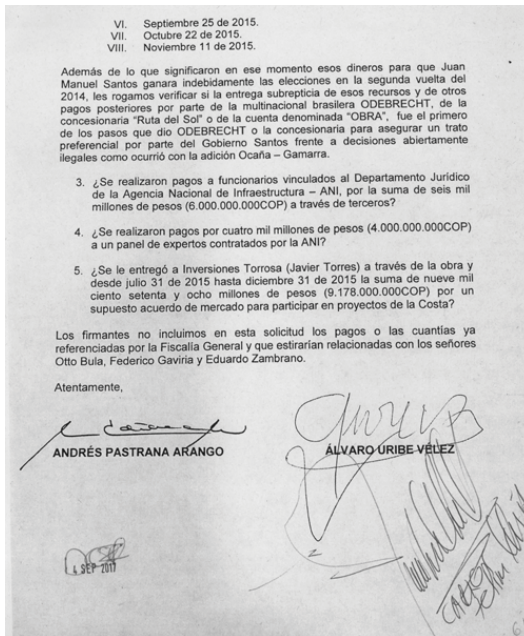 VI. Septiembre 25 de 2015.
VII. Octubre 22 de 2015.
VIII. Noviembre 11 de 2015.
Además de lo que significaron en ese momento esos dineros para que Juan
Manuel Santos ganara indebidamente las elecciones en la segunda vuelta del
2014, les rogamos verificar si la entrega subrepticia de esos recursos y de otros
pagos posteriores por parte de la multinacional brasilera ODEBRECHT, de la
concesionaria “Ruta del Sol” o de la cuenta denominada “OBRA”, fue el primero
de los pasos que dio ODEBRECHT o la concesionaria para asegurar un trato
preferencial por parte del Gobierno Santos frente a decisiones abiertamente
ilegales como ocurrió con la adición Ocaña – Gamarra.
3. ¿Se realizaron pagos a funcionarios vinculados al Departamento Jurídico
de la Agencia Nacional de Infraestructura – ANI, por la suma de seis mil
millones de pesos (6.000.000.000COP) a través de terceros?
4. ¿Se realizaron pagos por cuatro mil millones de pesos (4.000.000.000COP)
a un panel de expertos contratados por la ANI?
5. ¿Se le entregó a Inversiones Torrosa (Javier Torres) a través de la obra y
desde julio 31 de 2015 hasta diciembre 31 de 2015 la suma de nueve mil
ciento setenta y ocho millones de pesos (9.178.000.000COP) por un
supuesto acuerdo de mercado para participar en proyectos de la Costa?
Los firmantes no incluimos en esta solicitud los pagos o las cuantías ya
referenciadas por la Fiscalía General y que estarían relacionadas con los señores
Otto Bula, Federico Gaviria y Eduardo Zambrano.
Atentamente,
ANDRÉS PASTRANA ARANGO
ÁLVARO URIBE VÉLEZ
4 SEP 2017